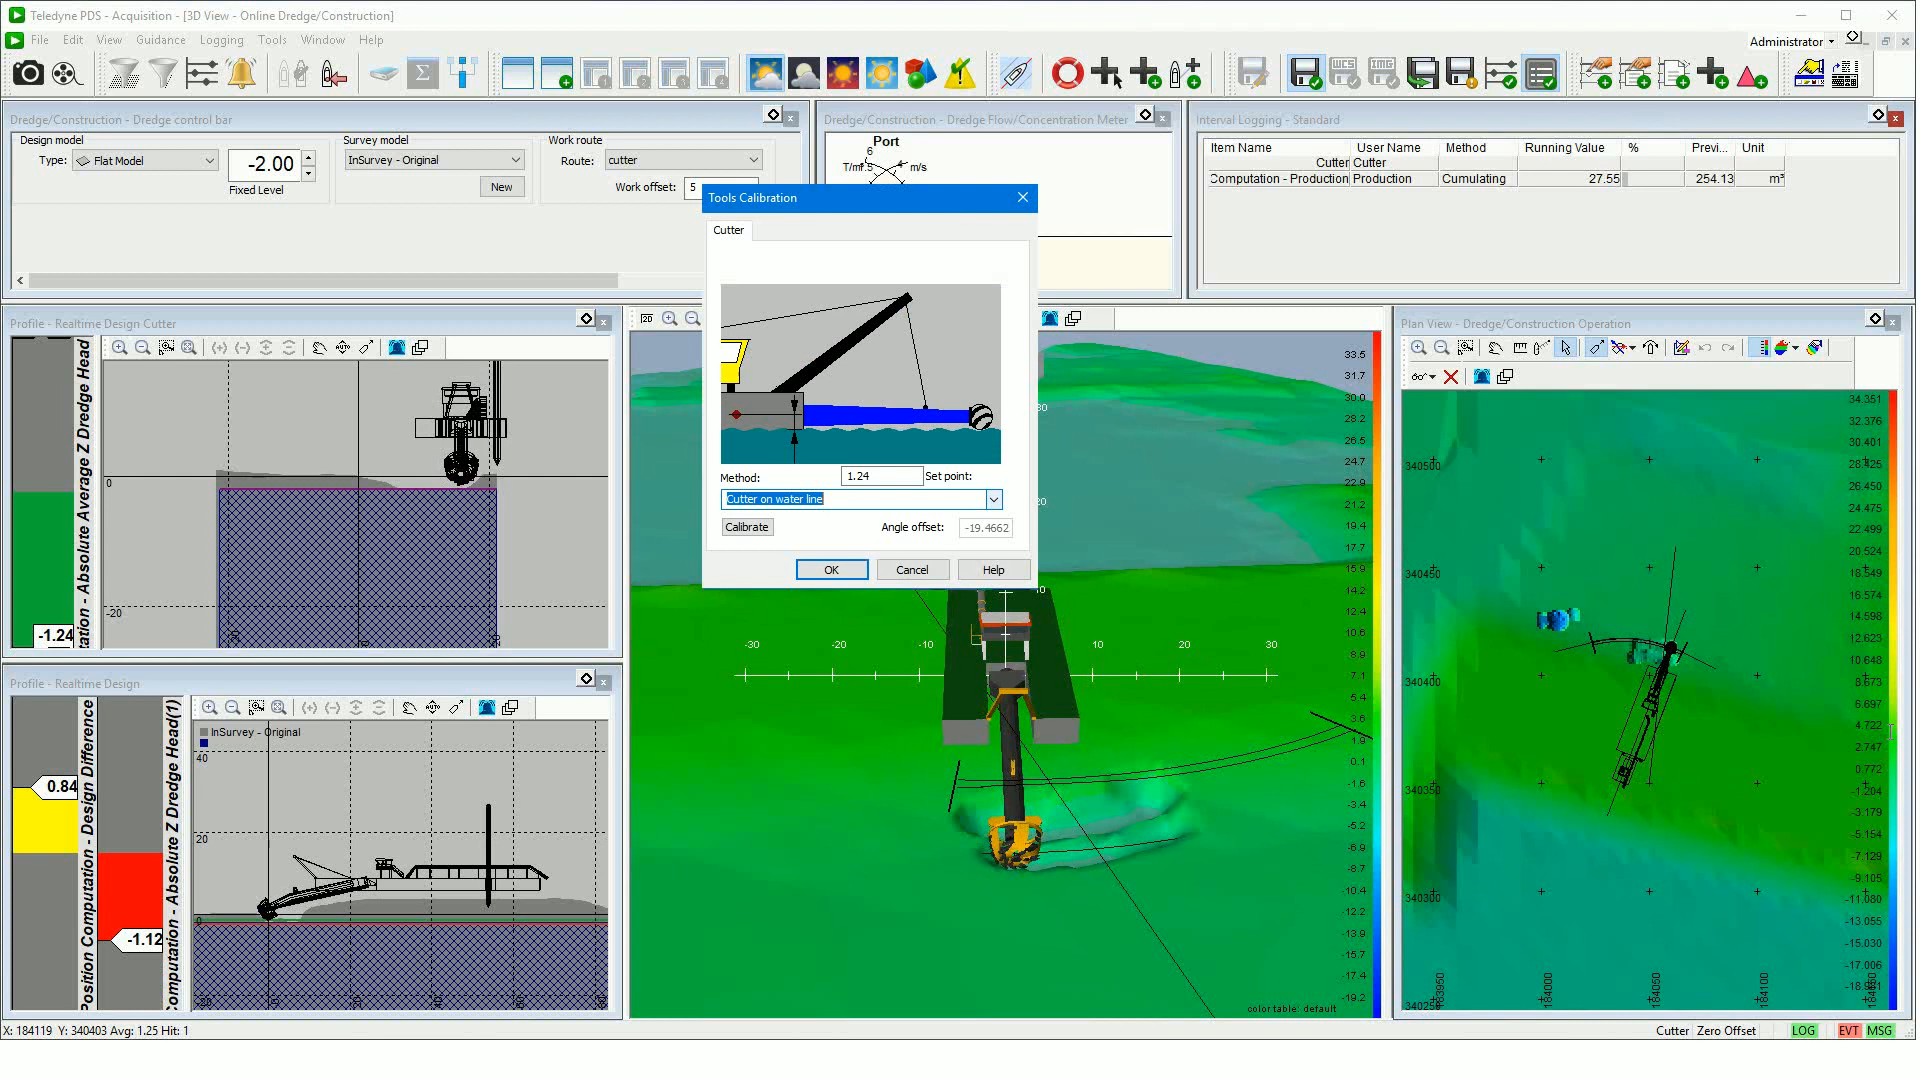 Teledyne PDS - Acquisition - [3D View - Online Dredge/Construction]
File Edit View Guidance Logging Tools Window Help
Administrator
Dredge/Construction - Dredge control bar
Design model
Type: Flat Model
-2.00
Fixed Level
Survey model
InSurvey - Original
New
Work route
Route: cutter
Work offset: 5
Dredge/Construction - Dredge Flow/Concentration Meter
Port
6
T/m³.5 4 m/s
Interval Logging - Standard
Item Name User Name Method Running Value % Previ... Unit
Cutter Cutter
Computation - Production Production Cumulating 27.55 254.13 m³
Tools Calibration
Cutter
Method: 1.24 Set point:
Cutter on water line
Calibrate Angle offset: -19.4662
OK Cancel Help
Profile - Realtime Design Cutter
Computation - Absolute Average Z Dredge Head
-1.24
0
-20
Profile - Realtime Design
Position Computation - Design Difference
0.84
Computation - Absolute Z Dredge Head(1)
-1.12
InSurvey - Original
40
20
0
2D
33.5
31.7
30.0
28.2
26.5
24.7
22.9
21.2
19.4
17.7
15.9
14.2
12.4
10.6
8.9
7.1
5.4
3.6
1.9
0.1
-1.6
-3.4
-5.2
-6.9
-8.7
-10.4
-12.2
-13.9
-15.7
-17.4
-19.2
-30 -20 -10 10 20 30
color table: default
Plan View - Dredge/Construction Operation
34.351
32.376
30.401
28.425
26.450
24.475
22.499
20.524
18.549
16.574
14.598
12.623
10.648
8.673
6.697
4.722
2.747
0.772
-1.204
-3.179
-5.154
-7.129
-9.105
-11.080
-13.055
-15.030
-17.006
-18.981
340500
340450
340400
340350
340300
340250
183950 184000 184050 184100
X: 184119 Y: 340403 Avg: 1.25 Hit: 1
Cutter Zero Offset LOG EVT MSG